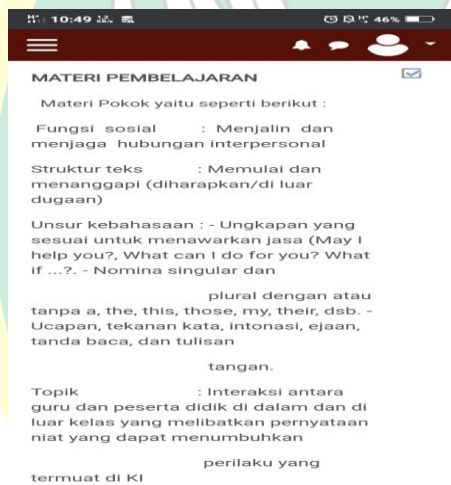 10:49
46%
MATERI PEMBELAJARAN
Materi Pokok yaitu seperti berikut :
Fungsi sosial : Menjalin dan
menjaga hubungan interpersonal
Struktur teks : Memulai dan
menanggapi (diharapkan/di luar
dugaan)
Unsur kebahasaan : - Ungkapan yang
sesuai untuk menawarkan jasa (May I
help you?, What can I do for you? What
if ...?. - Nomina singular dan
plural dengan atau
tanpa a, the, this, those, my, their, dsb. -
Ucapan, tekanan kata, intonasi, ejaan,
tanda baca, dan tulisan
tangan.
Topik : Interaksi antara
guru dan peserta didik di dalam dan di
luar kelas yang melibatkan pernyataan
niat yang dapat menumbuhkan
perilaku yang
termuat di KI